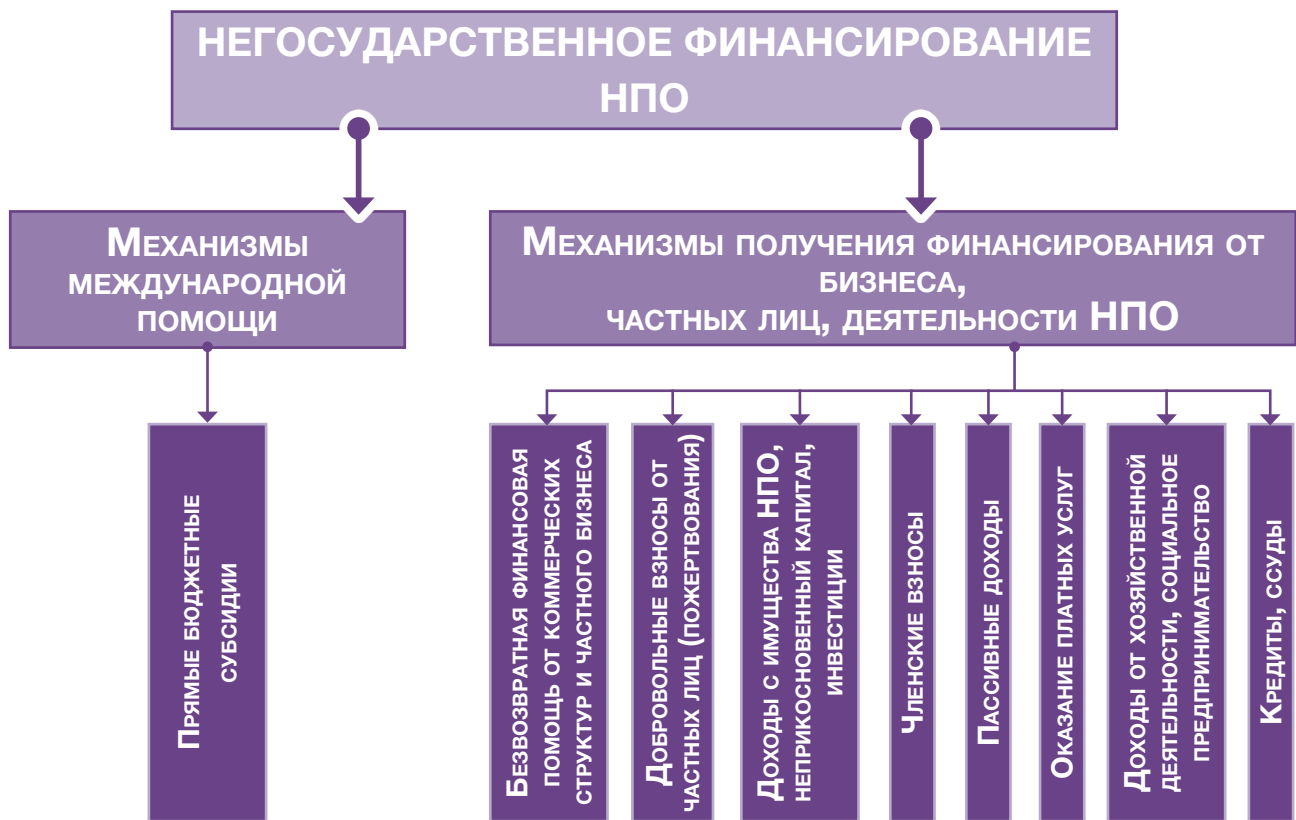 НЕГОСУДАРСТВЕННОЕ ФИНАНСИРОВАНИЕ
НПО
Механизмы
международной
помощи
Механизмы получения финансирования от
бизнеса,
частных лиц, деятельности НПО
Прямые бюджетные
субсидии
Безвозвратная финансовая
помощь от коммерческих
структур и частного бизнеса
Добровольные взносы от
частных лиц (пожертвования)
Доходы с имущества НПО,
неприкосновенный капитал,
инвестиции
Членские взносы
Пассивные доходы
Оказание платных услуг
Доходы от хозяйственной
деятельности, социальное
предпринимательство
Кредиты, ссуды